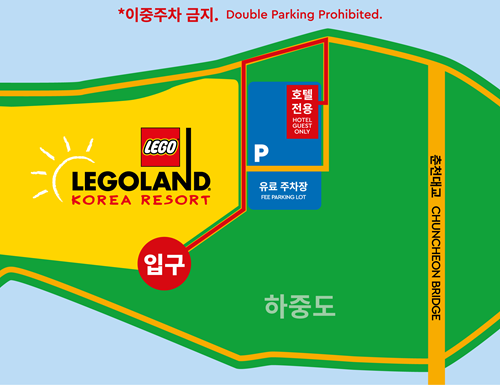 *이중주차 금지. Double Parking Prohibited.
호텔
전용
HOTEL
GUEST
ONLY
P
유료 주차장
FEE PARKING LOT
LEGO
LEGOLAND
KOREA RESORT
입구
하중도
춘천대교 CHUNCHEON BRIDGE